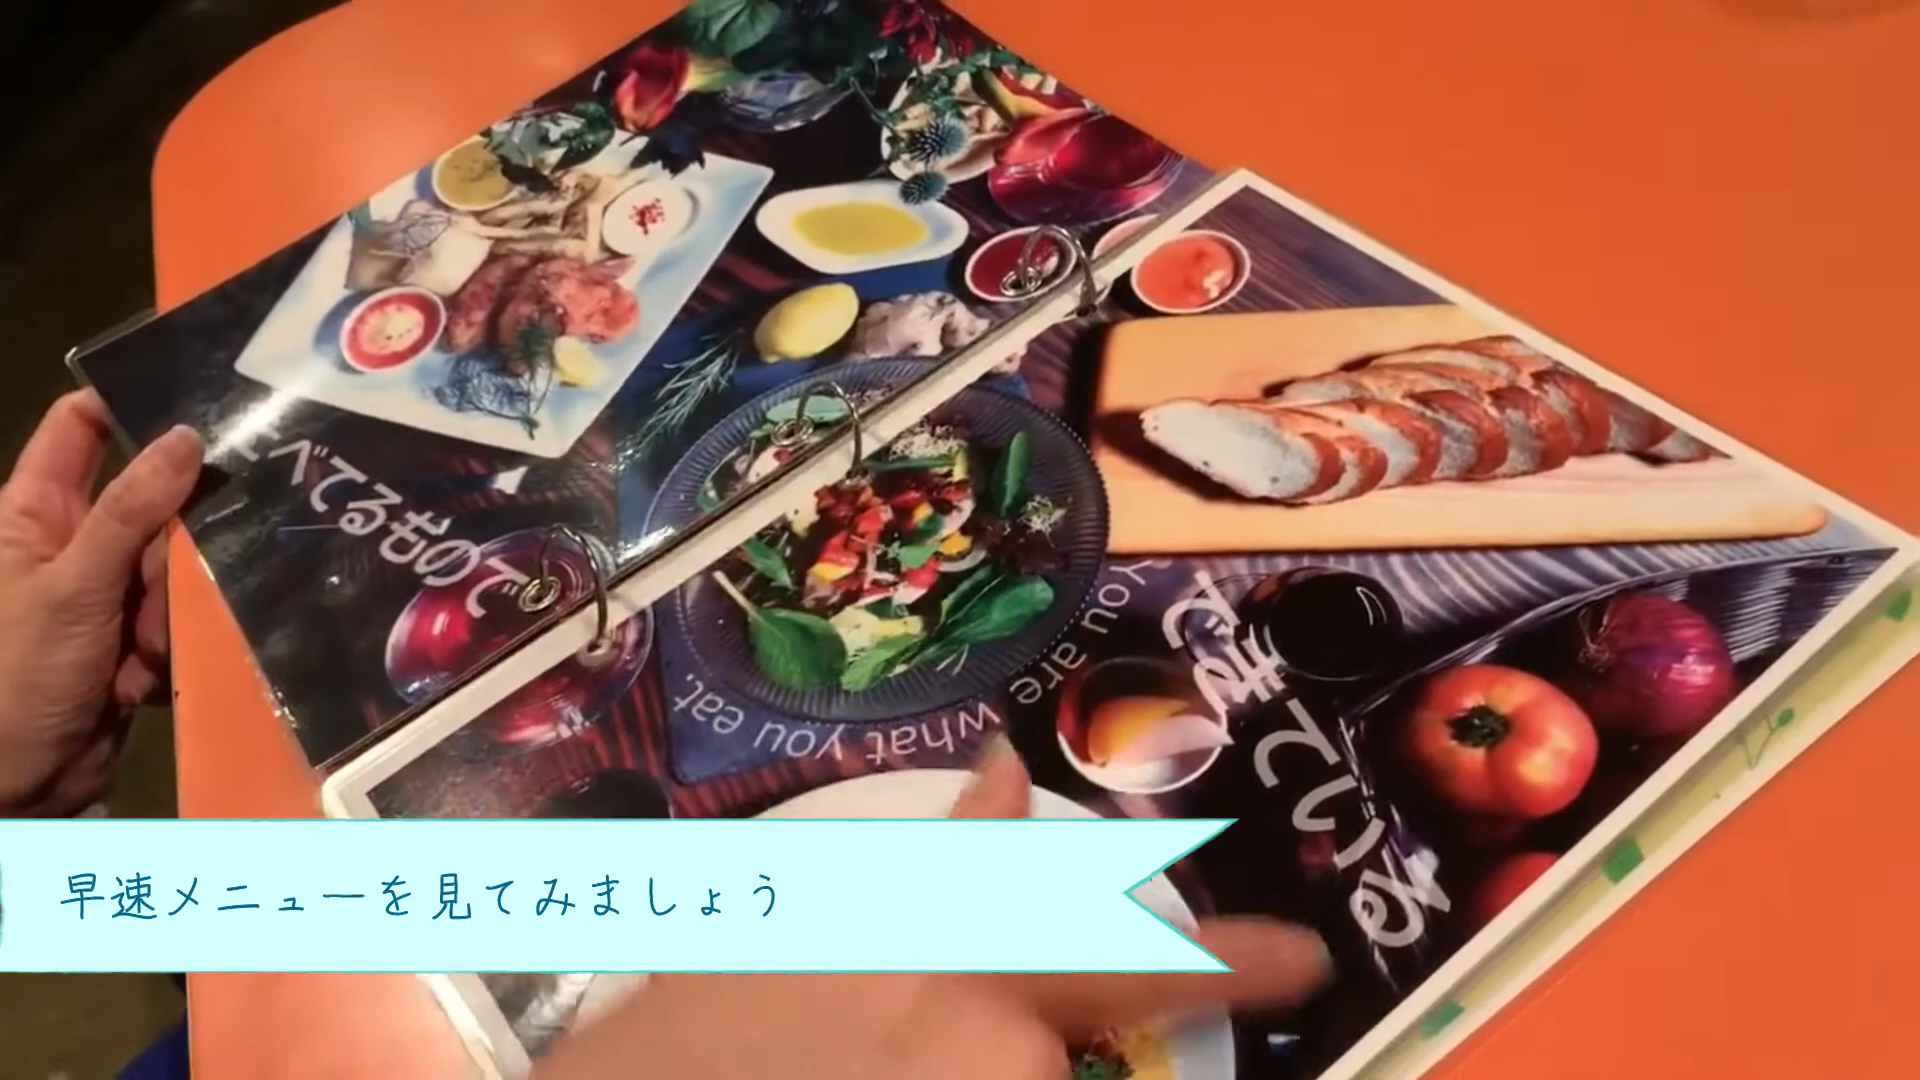 べてるもので
できている
you are what you eat.
早速メニューを見てみましょう